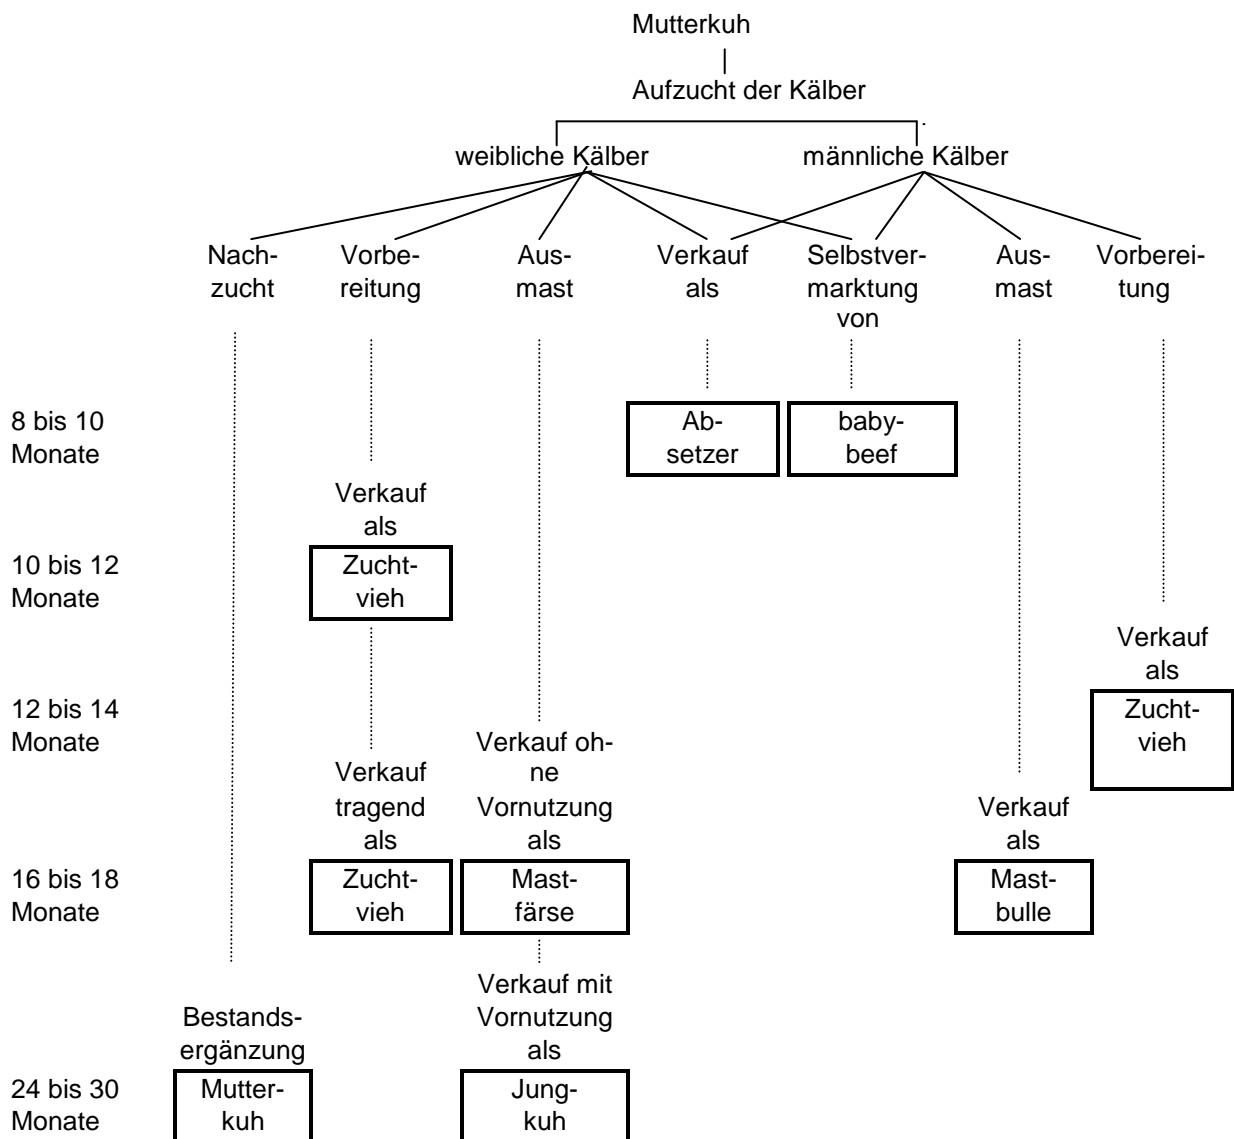 Mutterkuh
Aufzucht der Kälber
weibliche Kälber
männliche Kälber
Nach-
zucht
Vorbe-
reitung
Aus-
mast
Verkauf
als
Selbstver-
marktung
von
Aus-
mast
Vorberei-
tung
8 bis 10
Monate
Ab-
setzer
baby-
beef
Verkauf
als
10 bis 12
Monate
Zucht-
vieh
Verkauf
als
12 bis 14
Monate
Zucht-
vieh
Verkauf
tragend
als
Verkauf oh-
ne
Vornutzung
als
Verkauf
als
16 bis 18
Monate
Zucht-
vieh
Mast-
färse
Mast-
bulle
Bestands-
ergänzung
Verkauf mit
Vornutzung
als
24 bis 30
Monate
Mutter-
kuh
Jung-
kuh